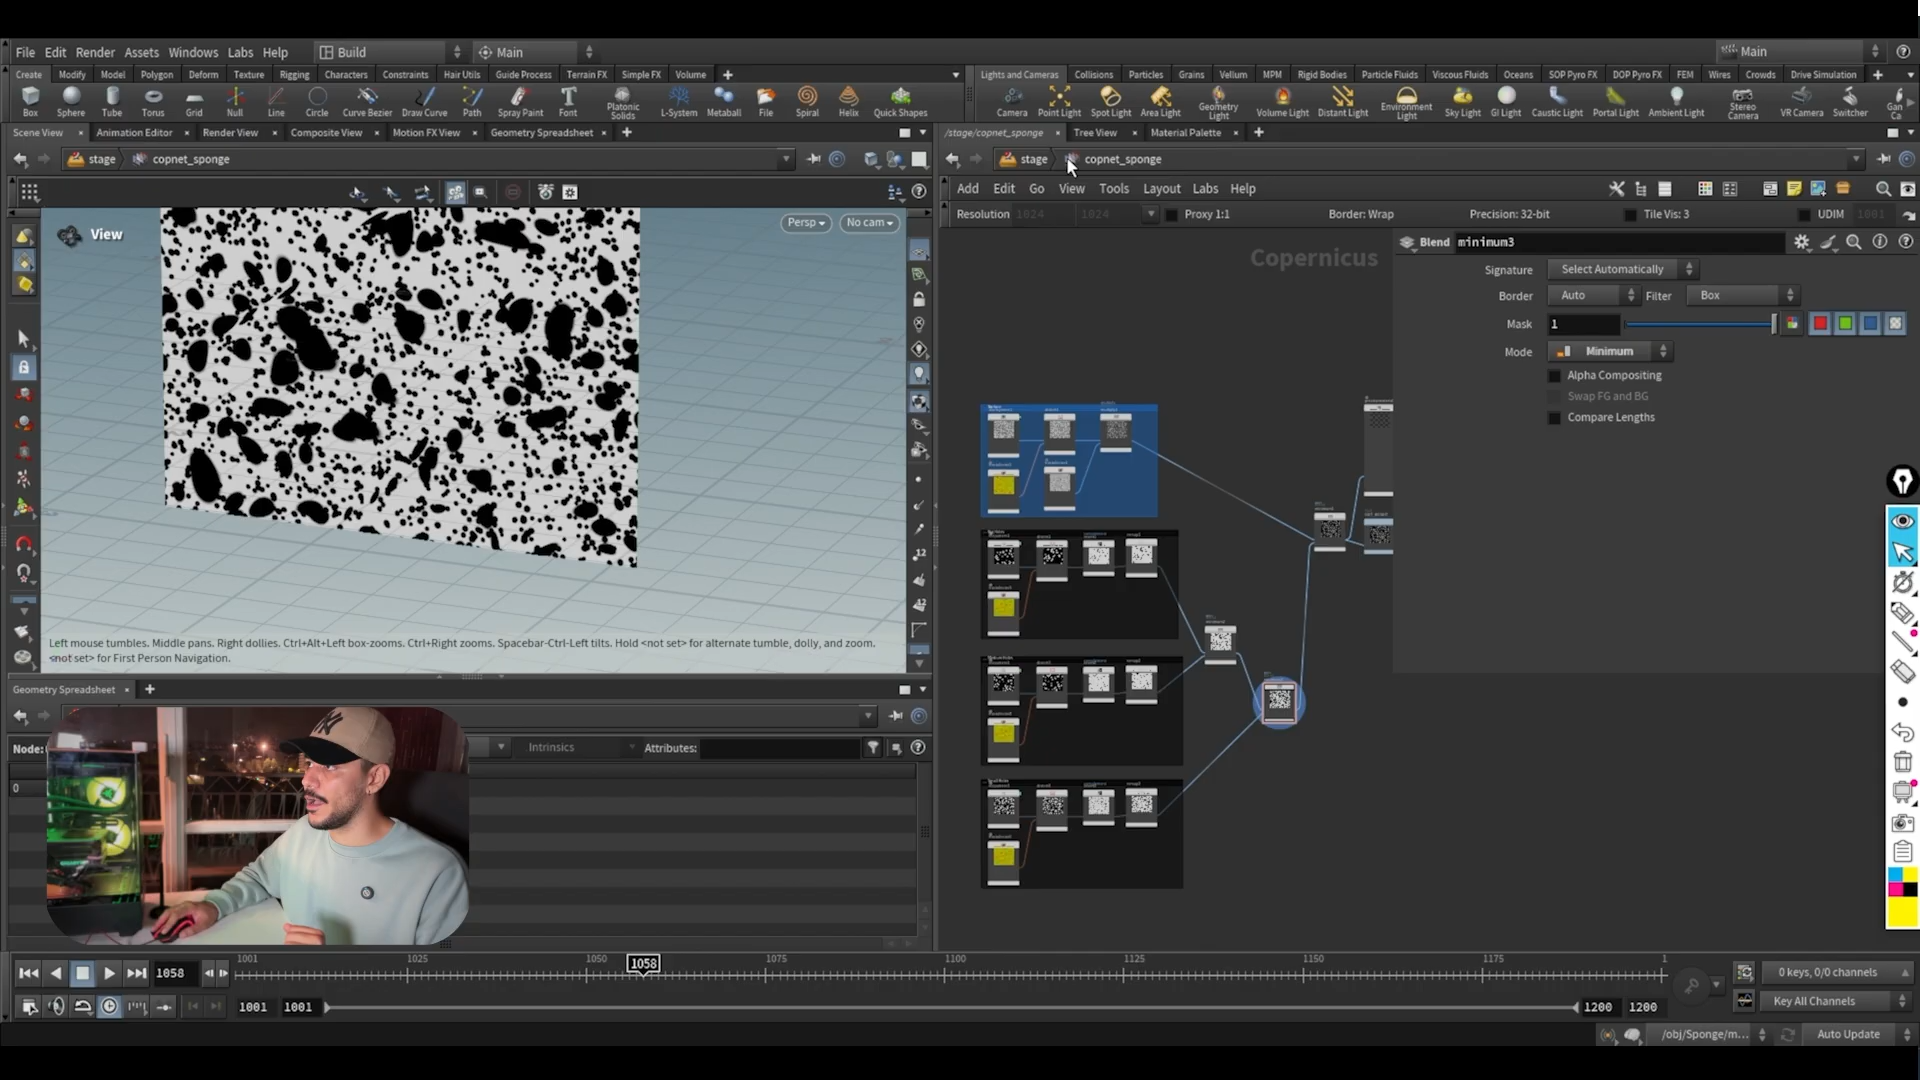 File Edit Render Assets Windows Labs Help Build Main Main
Create Modify Model Polygon Deform Texture Rigging Characters Constraints Hair Utils Guide Process Terrain FX Simple FX Volume
Lights and Cameras Collisions Particles Grains Vellum MPM Rigid Bodies Particle Fluids Viscous Fluids Oceans SOP Pyro FX DOP Pyro FX FEM Wires Crowds Drive Simulation
Box Sphere Tube Torus Grid Null Line Circle Curve Bezier Draw Curve Path Spray Paint Font Platonic Solids L-System Metaball File Spiral Helix Quick Shapes
Camera Point Light Spot Light Area Light Geometry Light Volume Light Distant Light Environment Light Sky Light GI Light Caustic Light Portal Light Ambient Light Stereo Camera VR Camera Switcher
Scene View Animation Editor Render View Composite View Motion FX View Geometry Spreadsheet
/stage/copnet_sponge Tree View Material Palette
stage copnet_sponge
stage copnet_sponge
Add Edit Go View Tools Layout Labs Help
Resolution 1024 1024 Proxy 1:1 Border: Wrap Precision: 32-bit Tile Vis: 3 UDIM 1001
View
Persp
No cam
Copernicus
Blend minimum3
Signature Select Automatically
Border Auto Filter Box
Mask 1
Mode Minimum
Alpha Compositing
Swap FG and BG
Compare Lengths
Left mouse tumbles. Middle pans. Right dollies. Ctrl+Alt+Left box-zooms. Ctrl+Right zooms. Spacebar-Ctrl-Left tilts. Hold <not set> for alternate tumble, dolly, and zoom.
<not set> for First Person Navigation.
Geometry Spreadsheet
Node: Intrinsics Attributes:
0
1058 1001 1025 1050 1058 1075 1100 1125 1150 1175
0 keys, 0/0 channels
1001 1001 1200 1200
Key All Channels
/obj/Sponge/m... Auto Update